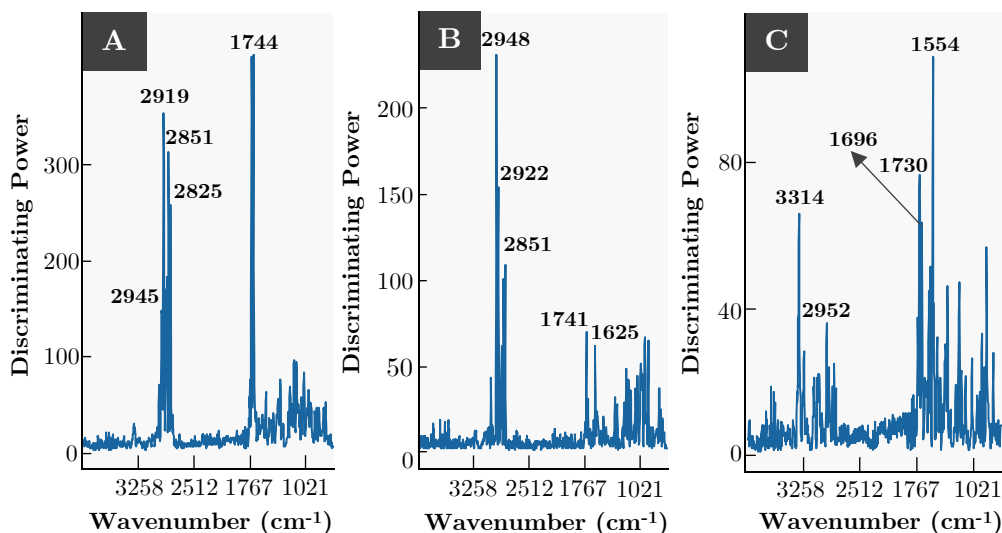 A
1744
2919
2851
2825
2945
300
200
100
0
3258 2512 1767 1021
Discriminating Power
Wavenumber (cm-1)
B
2948
2922
2851
1741
1625
200
150
100
50
0
3258 2512 1767 1021
Discriminating Power
Wavenumber (cm-1)
C
1554
1696
1730
3314
2952
80
40
0
3258 2512 1767 1021
Discriminating Power
Wavenumber (cm-1)